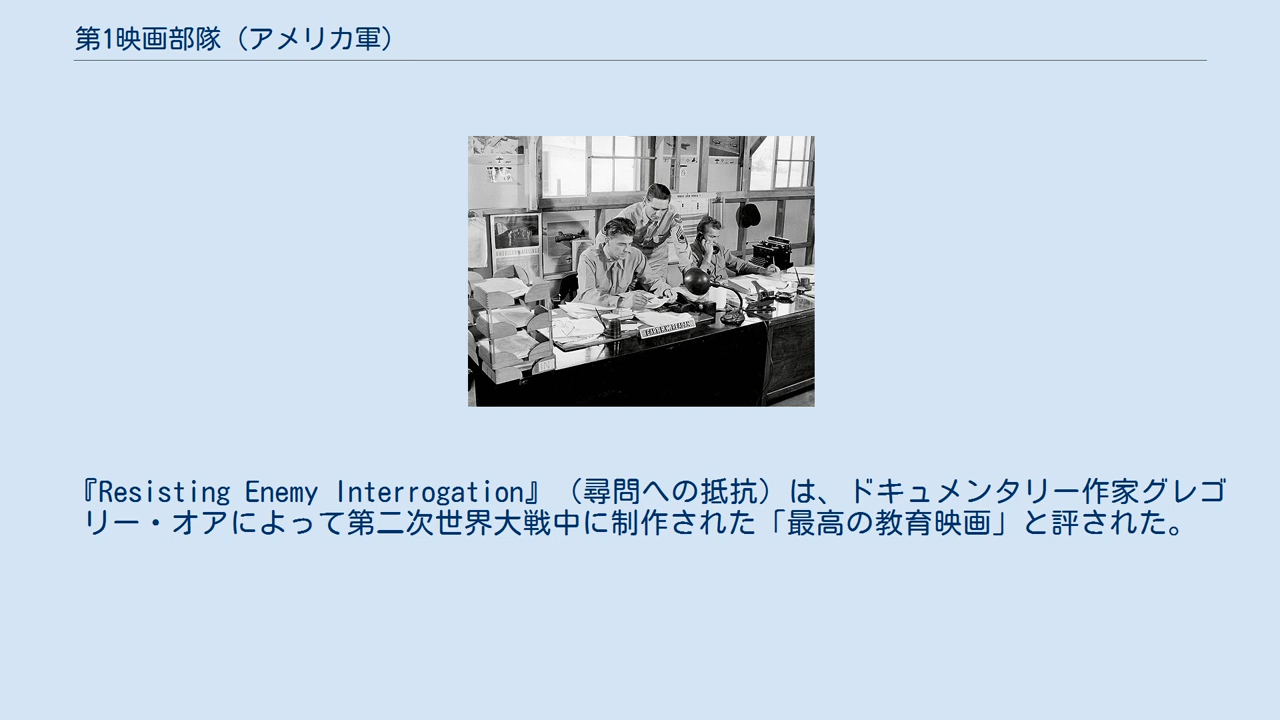 第1映画部隊（アメリカ軍）
『Resisting Enemy Interrogation』（尋問への抵抗）は、ドキュメンタリー作家グレゴ
リー・オアによって第二次世界大戦中に制作された「最高の教育映画」と評された。